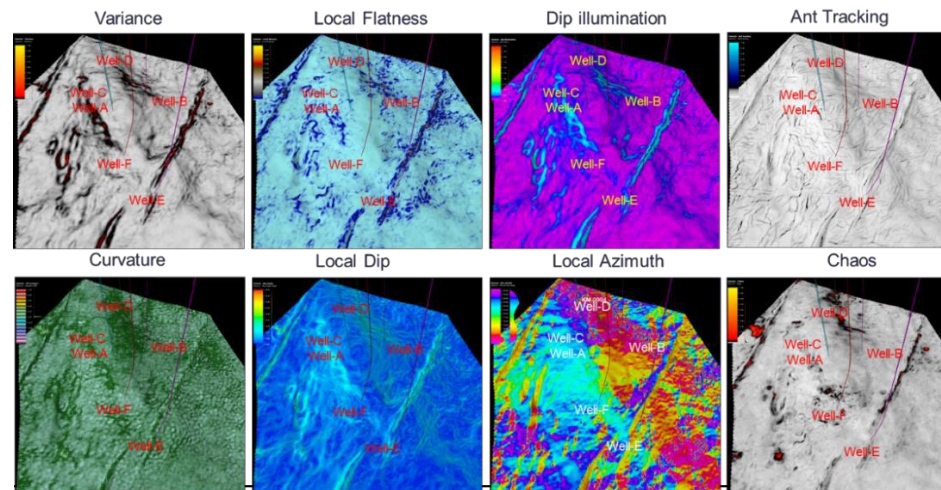 Variance
Local Flatness
Dip illumination
Ant Tracking
Well-D
Well-C
Well-A
Well-B
Well-F
Well-E
Well-D
Well-C
Well-A
Well-B
Well-F
Well-E
Well-D
Well-C
Well-A
Well-B
Well-F
Well-E
Well-D
Well-C
Well-A
Well-B
Well-F
Well-E
Curvature
Local Dip
Local Azimuth
Chaos
Well-D
Well-C
Well-A
Well-B
Well-F
Well-E
Well-D
Well-C
Well-A
Well-B
Well-F
Well-E
Well-D
Well-C
Well-A
Well-B
Well-F
Well-E
Well-D
Well-C
Well-A
Well-B
Well-F
Well-E